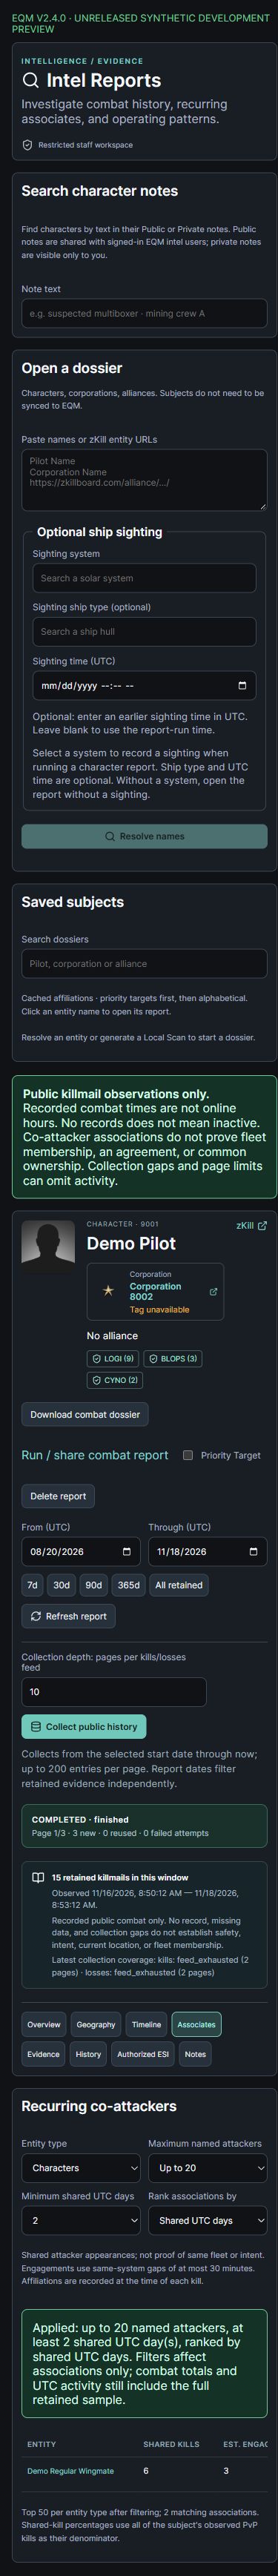 EQM V2.4.0 · UNRELEASED SYNTHETIC DEVELOPMENT
PREVIEW
INTELLIGENCE / EVIDENCE
Intel Reports
Investigate combat history, recurring
associates, and operating patterns.
Restricted staff workspace
Search character notes
Find characters by text in their Public or Private notes. Public
notes are shared with signed-in EQM intel users; private notes
are visible only to you.
Note text
e.g. suspected multiboxer · mining crew A
Open a dossier
Characters, corporations, alliances. Subjects do not need to be
synced to EQM.
Paste names or zKill entity URLs
Pilot Name
Corporation Name
https://zkillboard.com/alliance/.../
Optional ship sighting
Sighting system
Search a solar system
Sighting ship type (optional)
Search a ship hull
Sighting time (UTC)
mm/dd/yyyy --:-- --
Optional: enter an earlier sighting time in UTC.
Leave blank to use the report-run time.
Select a system to record a sighting when
running a character report. Ship type and UTC
time are optional. Without a system, open the
report without a sighting.
Resolve names
Saved subjects
Search dossiers
Pilot, corporation or alliance
Cached affiliations · priority targets first, then alphabetical.
Click an entity name to open its report.
Resolve an entity or generate a Local Scan to start a dossier.
Public killmail observations only.
Recorded combat times are not online
hours. No records does not mean inactive.
Co-attacker associations do not prove fleet
membership, an agreement, or common
ownership. Collection gaps and page limits
can omit activity.
CHARACTER · 9001
zKill
Demo Pilot
Corporation
Corporation
8002
Tag unavailable
No alliance
LOGI (9)
BLOPS (3)
CYNO (2)
Download combat dossier
Run / share combat report
Priority Target
Delete report
From (UTC)
Through (UTC)
08/20/2026
11/18/2026
7d
30d
90d
365d
All retained
Refresh report
Collection depth: pages per kills/losses
feed
10
Collect public history
Collects from the selected start date through now;
up to 200 entries per page. Report dates filter
retained evidence independently.
COMPLETED · finished
Page 1/3 · 3 new · 0 reused · 0 failed attempts
15 retained killmails in this window
Observed 11/16/2026, 8:50:12 AM — 11/18/2026,
8:53:12 AM.
Recorded public combat only. No record, missing
data, and collection gaps do not establish safety,
intent, current location, or fleet membership.
Latest collection coverage: kills: feed_exhausted (2
pages) · losses: feed_exhausted (2 pages)
Overview
Geography
Timeline
Associates
Evidence
History
Authorized ESI
Notes
Recurring co-attackers
Entity type
Maximum named attackers
Characters
Up to 20
Minimum shared UTC days
Rank associations by
2
Shared UTC days
Shared attacker appearances; not proof of same fleet or intent.
Engagements use same-system gaps of at most 30 minutes.
Affiliations are recorded at the time of each kill.
Applied: up to 20 named attackers, at
least 2 shared UTC day(s), ranked by
shared UTC days. Filters affect
associations only; combat totals and
UTC activity still include the full
retained sample.
ENTITY
SHARED KILLS
EST. ENGAG
Demo Regular Wingmate
6
3
Top 50 per entity type after filtering; 2 matching associations.
Shared-kill percentages use all of the subject's observed PvP
kills as their denominator.